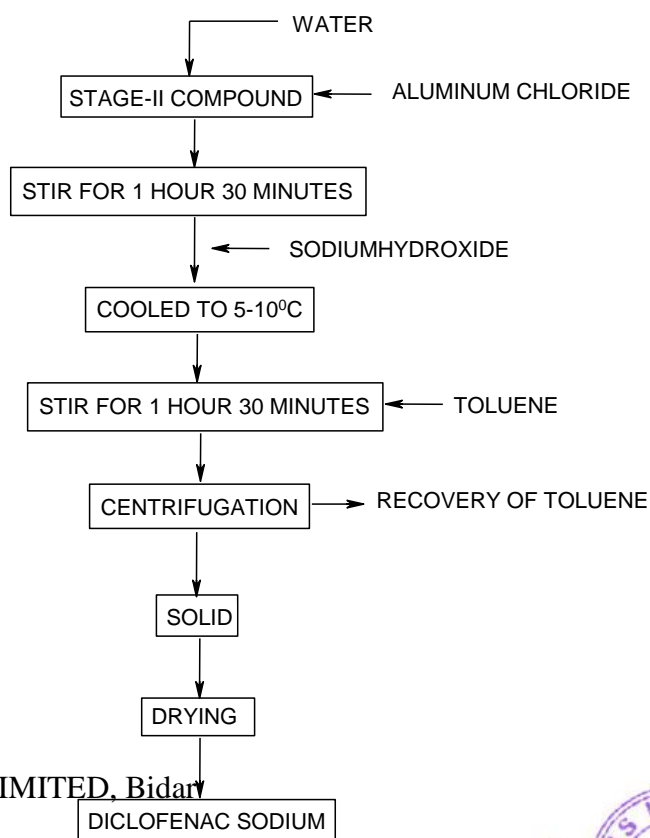 WATER
STAGE-II COMPOUND
ALUMINUM CHLORIDE
STIR FOR 1 HOUR 30 MINUTES
SODIUMHYDROXIDE
COOLED TO 5-10⁰C
STIR FOR 1 HOUR 30 MINUTES
TOLUENE
CENTRIFUGATION
RECOVERY OF TOLUENE
SOLID
DRYING
IMITED, Bidar
DICLOFENAC SODIUM